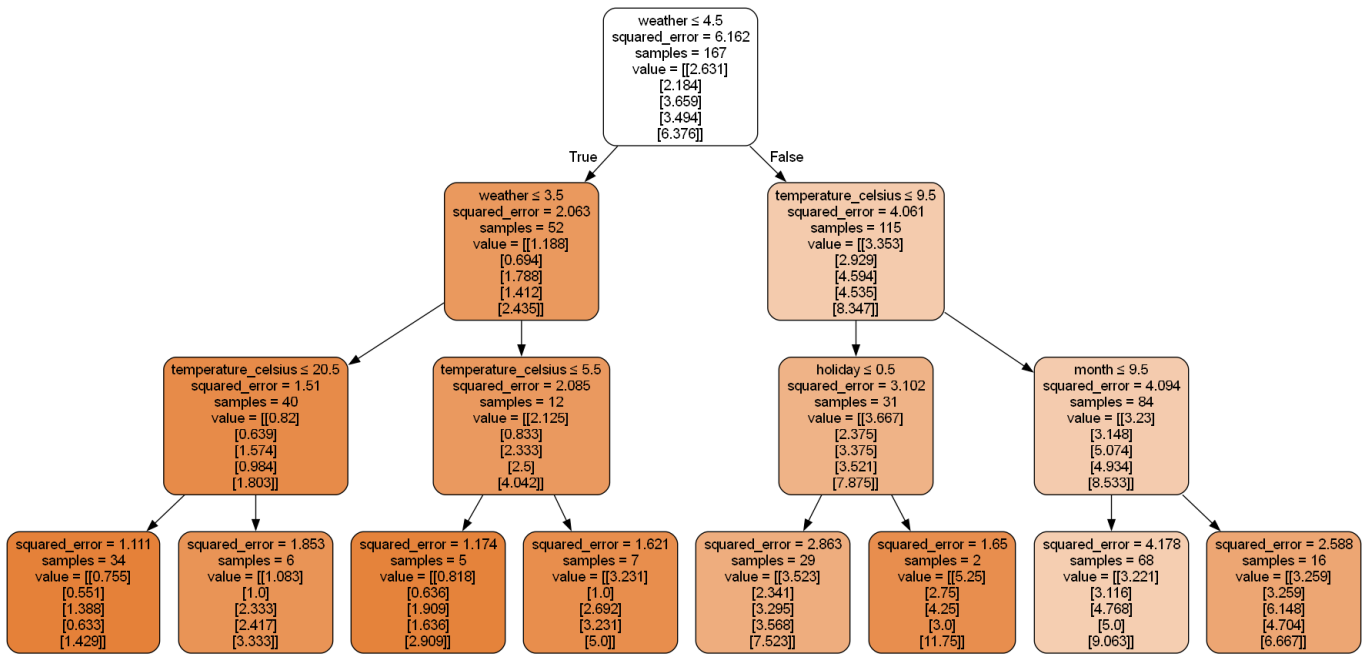 weather ≤ 4.5
squared_error = 6.162
samples = 167
value = [[2.631]
[2.184]
[3.659]
[3.494]
[6.376]]
True
False
weather ≤ 3.5
squared_error = 2.063
samples = 52
value = [[1.188]
[0.694]
[1.788]
[1.412]
[2.435]]
temperature_celsius ≤ 9.5
squared_error = 4.061
samples = 115
value = [[3.353]
[2.929]
[4.594]
[4.535]
[8.347]]
temperature_celsius ≤ 20.5
squared_error = 1.51
samples = 40
value = [[0.82]
[0.639]
[1.574]
[0.984]
[1.803]]
temperature_celsius ≤ 5.5
squared_error = 2.085
samples = 12
value = [[2.125]
[0.833]
[2.333]
[2.5]
[4.042]]
holiday ≤ 0.5
squared_error = 3.102
samples = 31
value = [[3.667]
[2.375]
[3.375]
[3.521]
[7.875]]
month ≤ 9.5
squared_error = 4.094
samples = 84
value = [[3.23]
[3.148]
[5.074]
[4.934]
[8.533]]
squared_error = 1.111
samples = 34
value = [[0.755]
[0.551]
[1.388]
[0.633]
[1.429]]
squared_error = 1.853
samples = 6
value = [[1.083]
[1.0]
[2.333]
[2.417]
[3.333]]
squared_error = 1.174
samples = 5
value = [[0.818]
[0.636]
[1.909]
[1.636]
[2.909]]
squared_error = 1.621
samples = 7
value = [[3.231]
[1.0]
[2.692]
[3.231]
[5.0]]
squared_error = 2.863
samples = 29
value = [[3.523]
[2.341]
[3.295]
[3.568]
[7.523]]
squared_error = 1.65
samples = 2
value = [[5.25]
[2.75]
[4.25]
[3.0]
[11.75]]
squared_error = 4.178
samples = 68
value = [[3.221]
[3.116]
[4.768]
[5.0]
[9.063]]
squared_error = 2.588
samples = 16
value = [[3.259]
[3.259]
[6.148]
[4.704]
[6.667]]